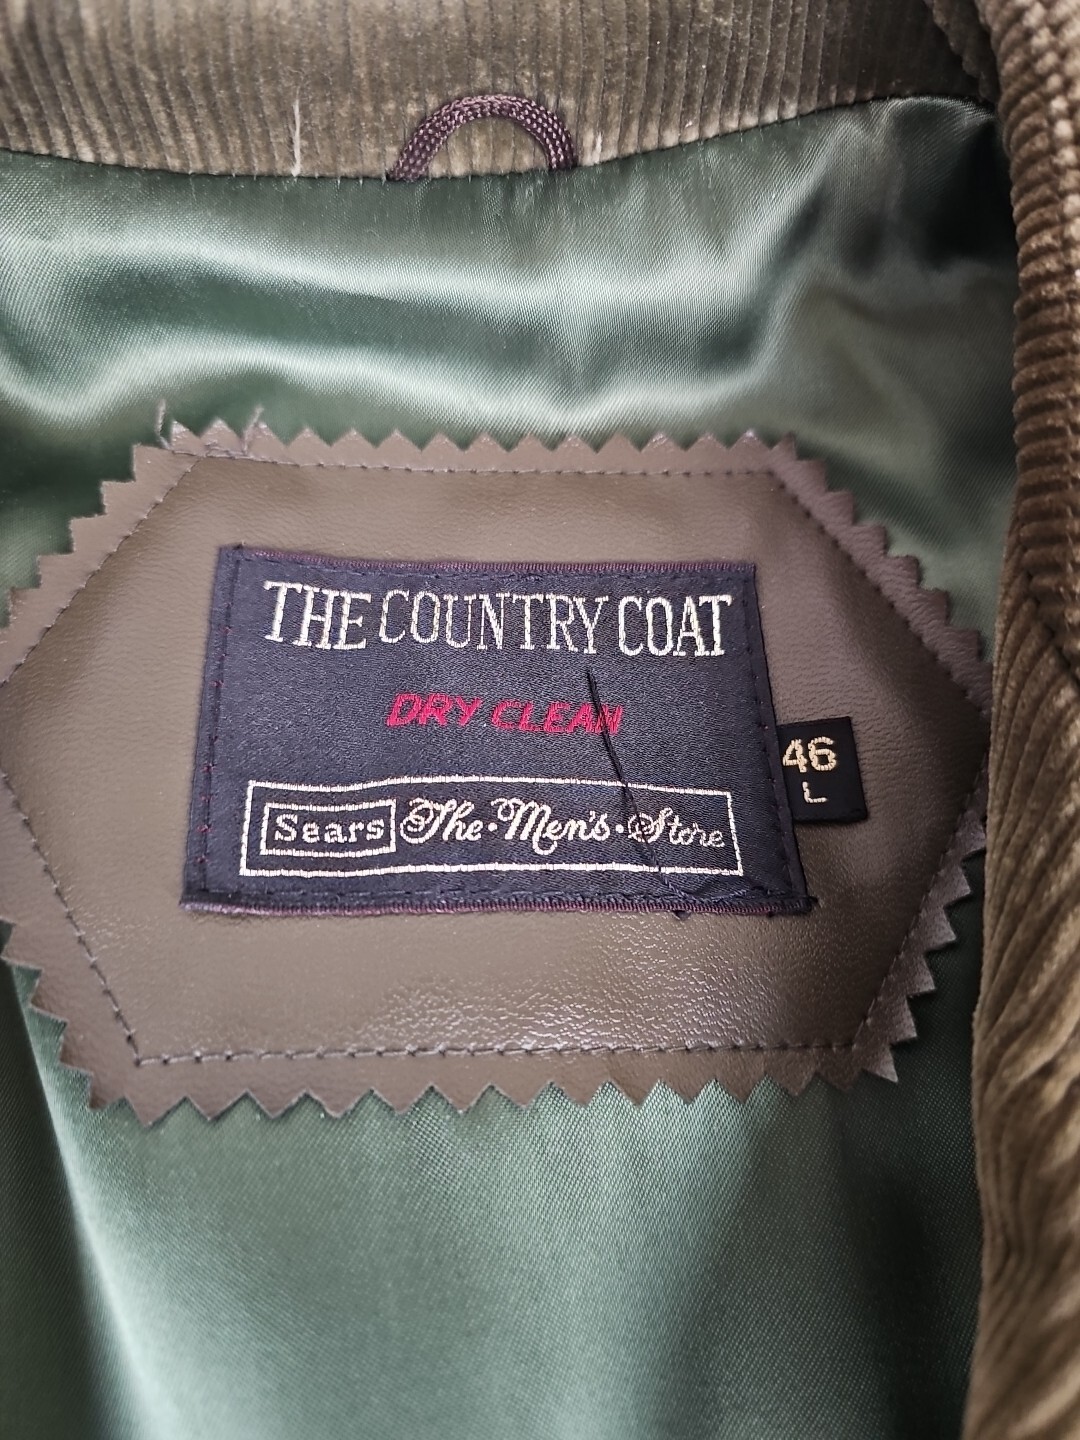 THE COUNTRY COAT
DRY CLEAN
46
L
Sears The·Men's·Store